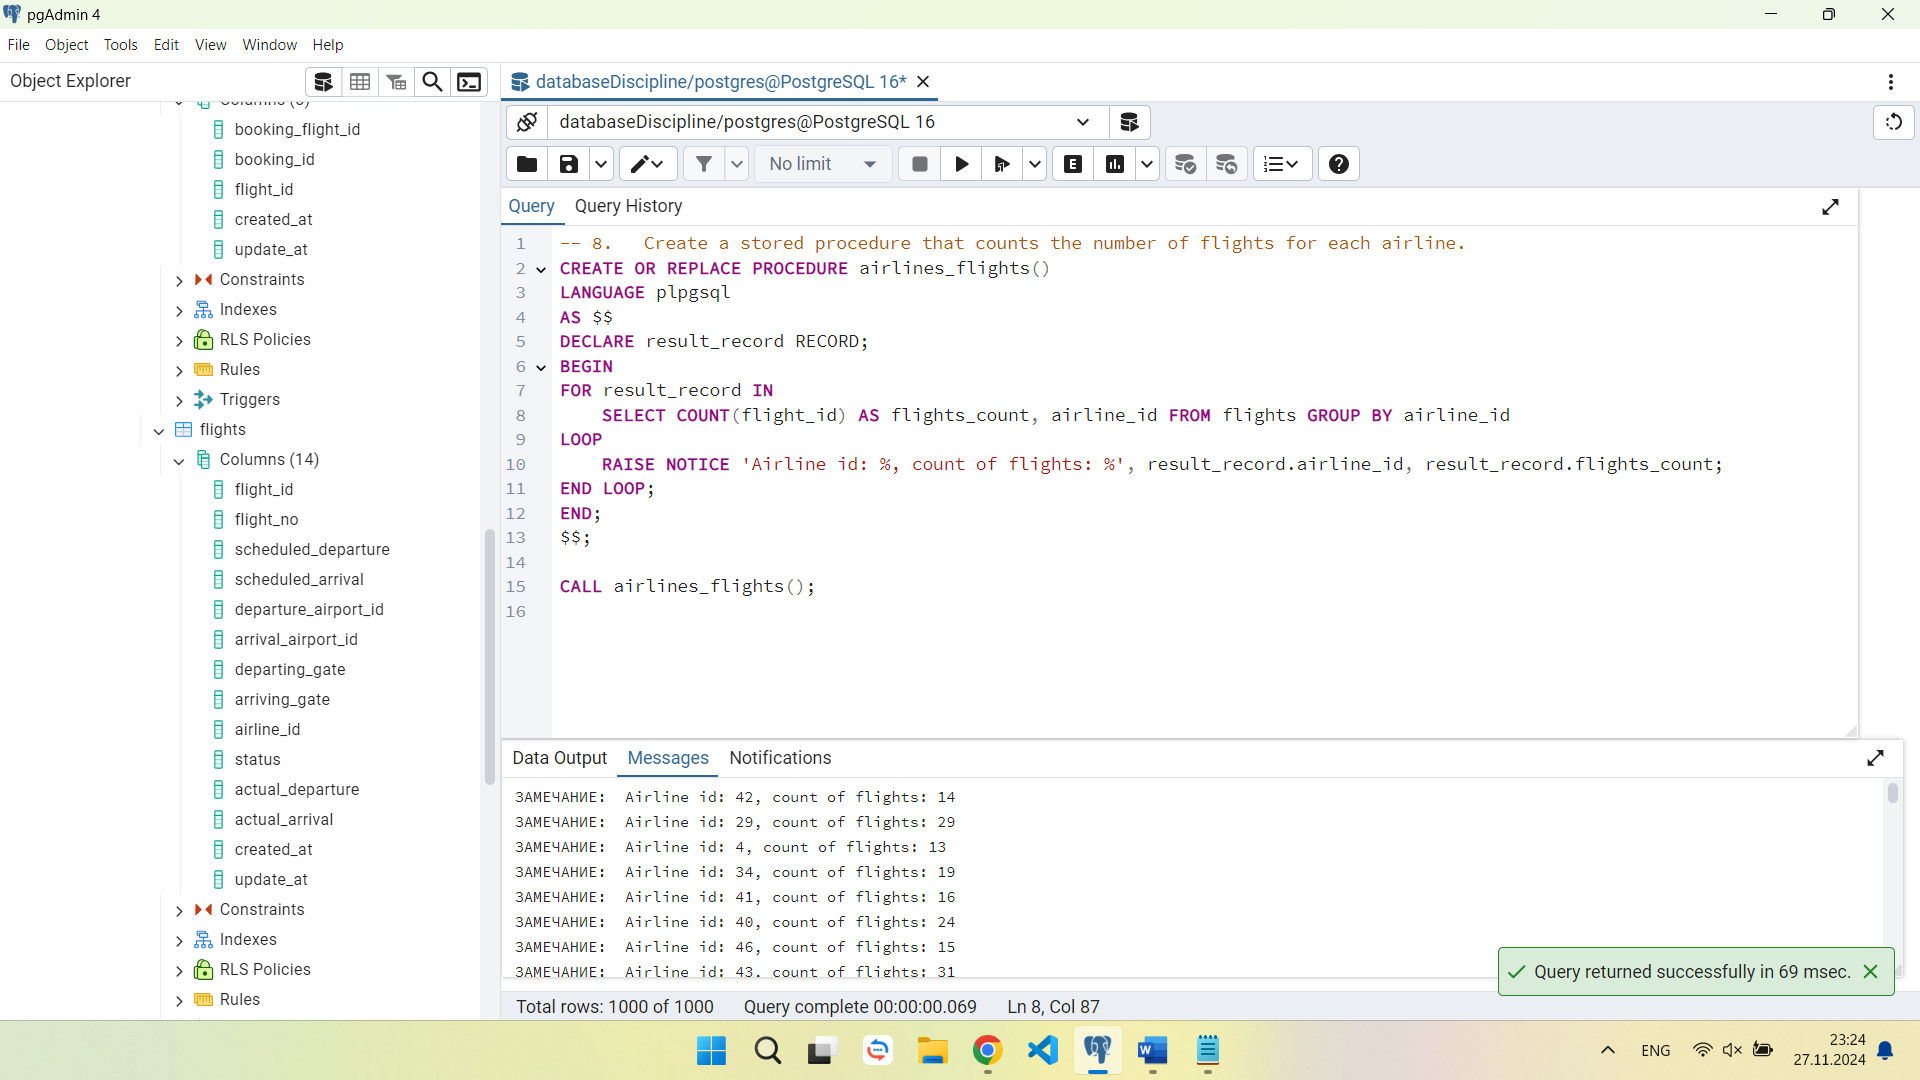 pgAdmin 4
File Object Tools Edit View Window Help
Object Explorer
booking_flight_id
booking_id
flight_id
created_at
update_at
Constraints
Indexes
RLS Policies
Rules
Triggers
flights
Columns (14)
flight_id
flight_no
scheduled_departure
scheduled_arrival
departure_airport_id
arrival_airport_id
departing_gate
arriving_gate
airline_id
status
actual_departure
actual_arrival
created_at
update_at
Constraints
Indexes
RLS Policies
Rules
databaseDiscipline/postgres@PostgreSQL 16*
databaseDiscipline/postgres@PostgreSQL 16
No limit
E
Query Query History
1 -- 8. Create a stored procedure that counts the number of flights for each airline.
2 CREATE OR REPLACE PROCEDURE airlines_flights()
3 LANGUAGE plpgsql
4 AS $$
5 DECLARE result_record RECORD;
6 BEGIN
7 FOR result_record IN
8 SELECT COUNT(flight_id) AS flights_count, airline_id FROM flights GROUP BY airline_id
9 LOOP
10 RAISE NOTICE 'Airline id: %, count of flights: %', result_record.airline_id, result_record.flights_count;
11 END LOOP;
12 END;
13 $$;
14
15 CALL airlines_flights();
16
Data Output Messages Notifications
ЗАМЕЧАНИЕ: Airline id: 42, count of flights: 14
ЗАМЕЧАНИЕ: Airline id: 29, count of flights: 29
ЗАМЕЧАНИЕ: Airline id: 4, count of flights: 13
ЗАМЕЧАНИЕ: Airline id: 34, count of flights: 19
ЗАМЕЧАНИЕ: Airline id: 41, count of flights: 16
ЗАМЕЧАНИЕ: Airline id: 40, count of flights: 24
ЗАМЕЧАНИЕ: Airline id: 46, count of flights: 15
ЗАМЕЧАНИЕ: Airline id: 43, count of flights: 31
Query returned successfully in 69 msec.
Total rows: 1000 of 1000 Query complete 00:00:00.069 Ln 8, Col 87
ENG
23:24
27.11.2024